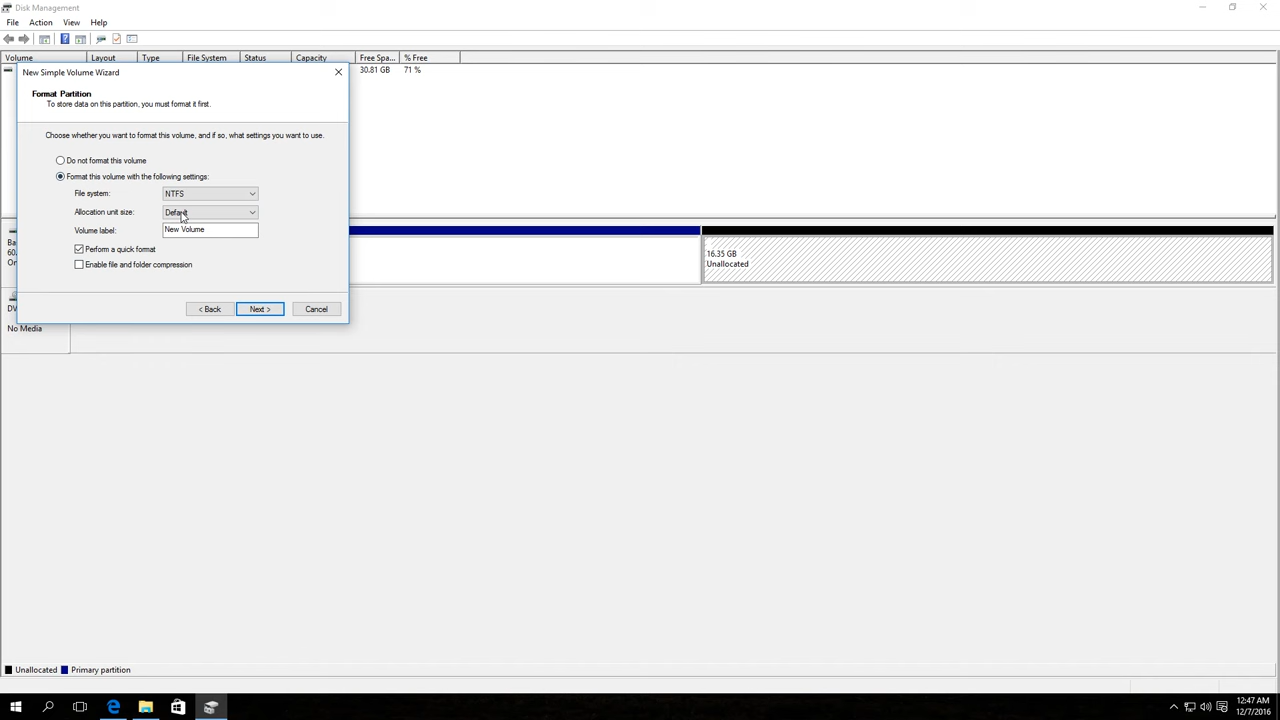 Disk Management
File Action View Help
Volume Layout Type File System Status Capacity Free Spa... % Free
30.81 GB 71 %
New Simple Volume Wizard
Format Partition
To store data on this partition, you must format it first.
Choose whether you want to format this volume, and if so, what settings you want to use.
Do not format this volume
Format this volume with the following settings:
File system: NTFS
Allocation unit size: Default
Volume label: New Volume
Perform a quick format
Enable file and folder compression
< Back Next > Cancel
Ba
60.
On
16.35 GB
Unallocated
DV
No Media
Unallocated Primary partition
12:47 AM
12/7/2016